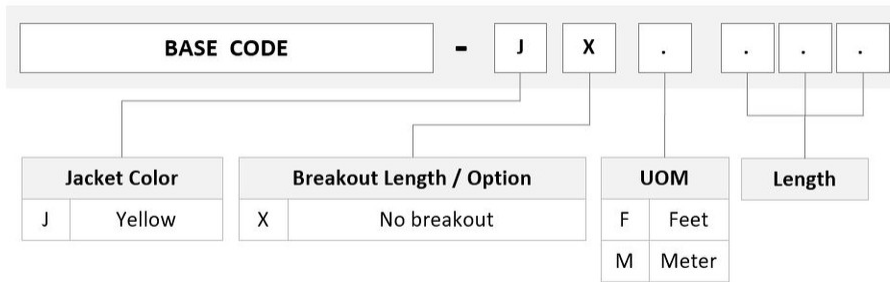 BASE CODE - J X . . . .
Jacket Color
J Yellow
Breakout Length / Option
X No breakout
UOM
F Feet
M Meter
Length